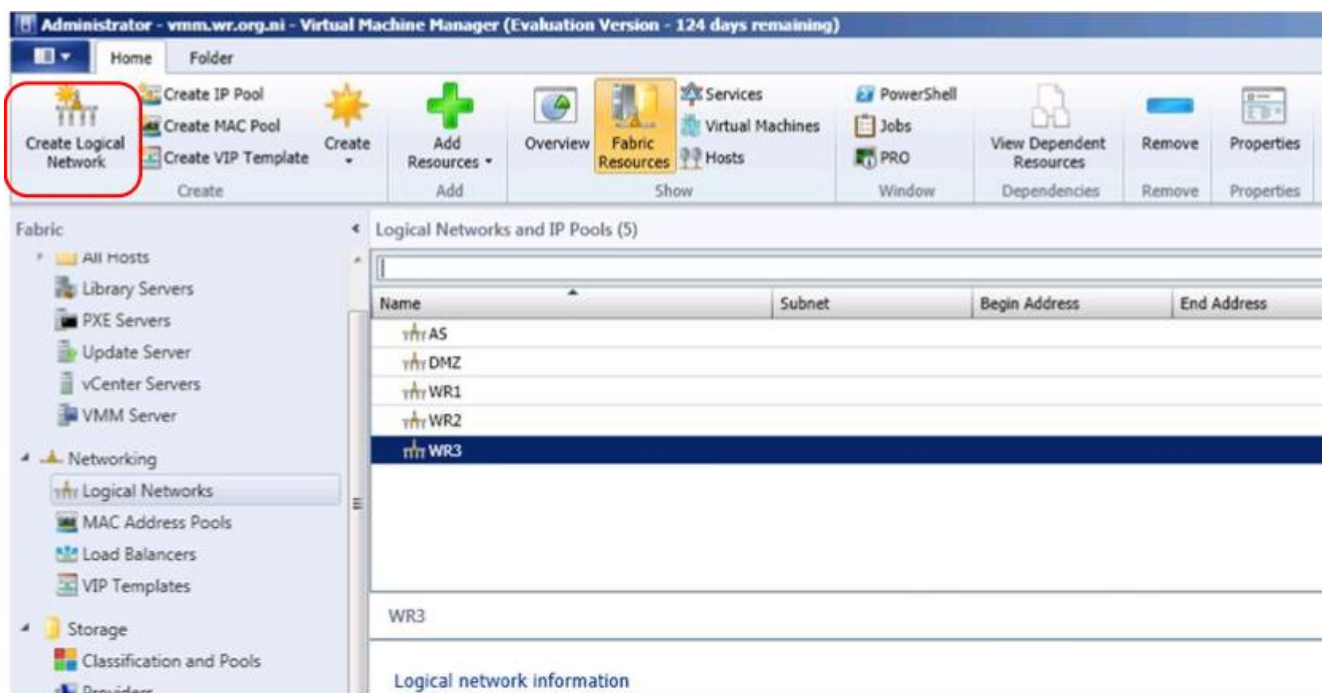 Administrator - vmm.wr.org.ni - Virtual Machine Manager (Evaluation Version - 124 days remaining)
Home Folder
Create Logical Network
Create IP Pool
Create MAC Pool
Create VIP Template
Create
Create
Add Resources
Add
Overview
Fabric Resources
Services
Virtual Machines
Hosts
Show
PowerShell
Jobs
PRO
Window
View Dependent Resources
Dependencies
Remove
Remove
Properties
Properties
Fabric
All Hosts
Library Servers
PXE Servers
Update Server
vCenter Servers
VMM Server
Networking
Logical Networks
MAC Address Pools
Load Balancers
VIP Templates
Storage
Classification and Pools
Providers
Logical Networks and IP Pools (5)
Name Subnet Begin Address End Address
AS
DMZ
WR1
WR2
WR3
WR3
Logical network information